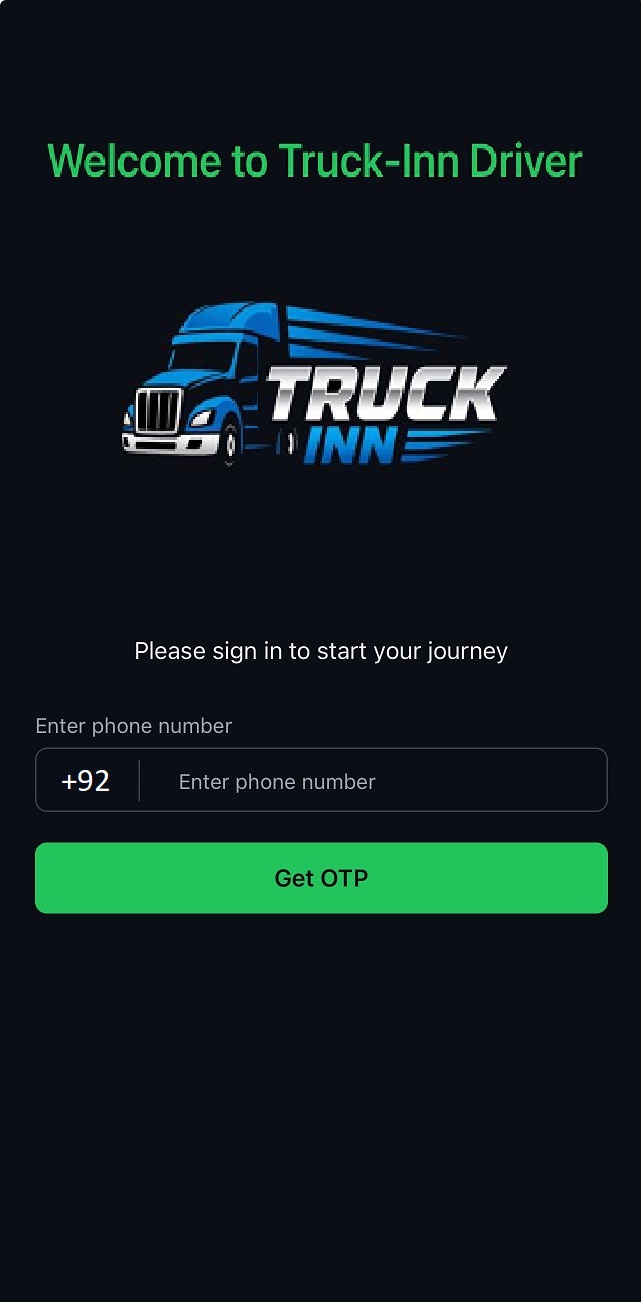 Welcome to Truck-Inn Driver
TRUCK
INN
Please sign in to start your journey
Enter phone number
+92 Enter phone number
Get OTP